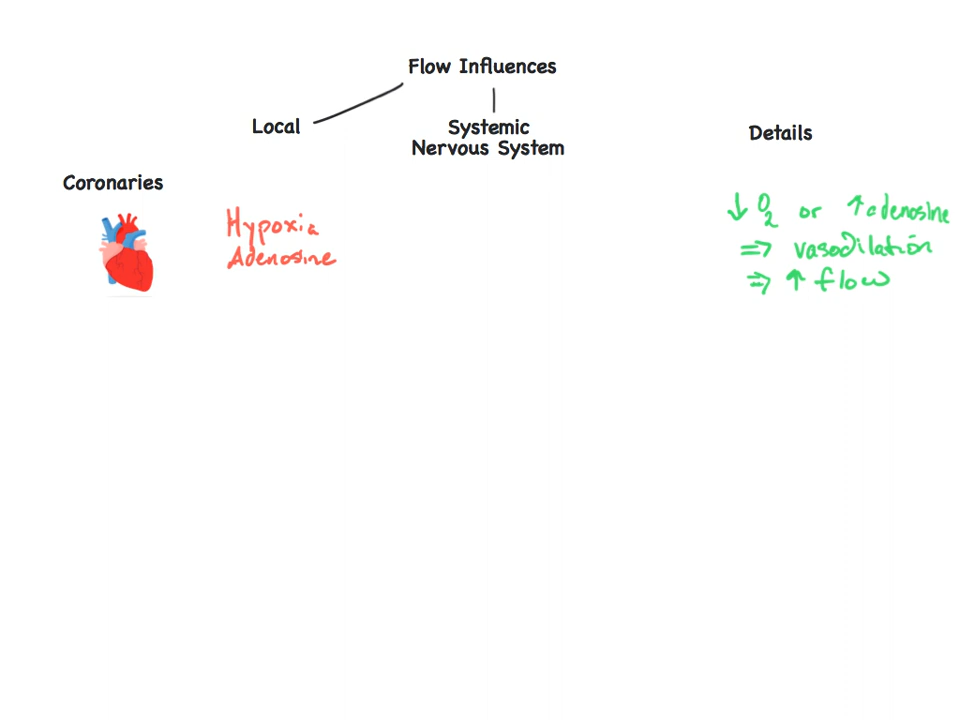 Flow Influences
Local
Systemic
Nervous System
Details
Coronaries
Hypoxia
Adenosine
↓ O₂ or ↑ adenosine
⇒ vasodilation
⇒ ↑ flow